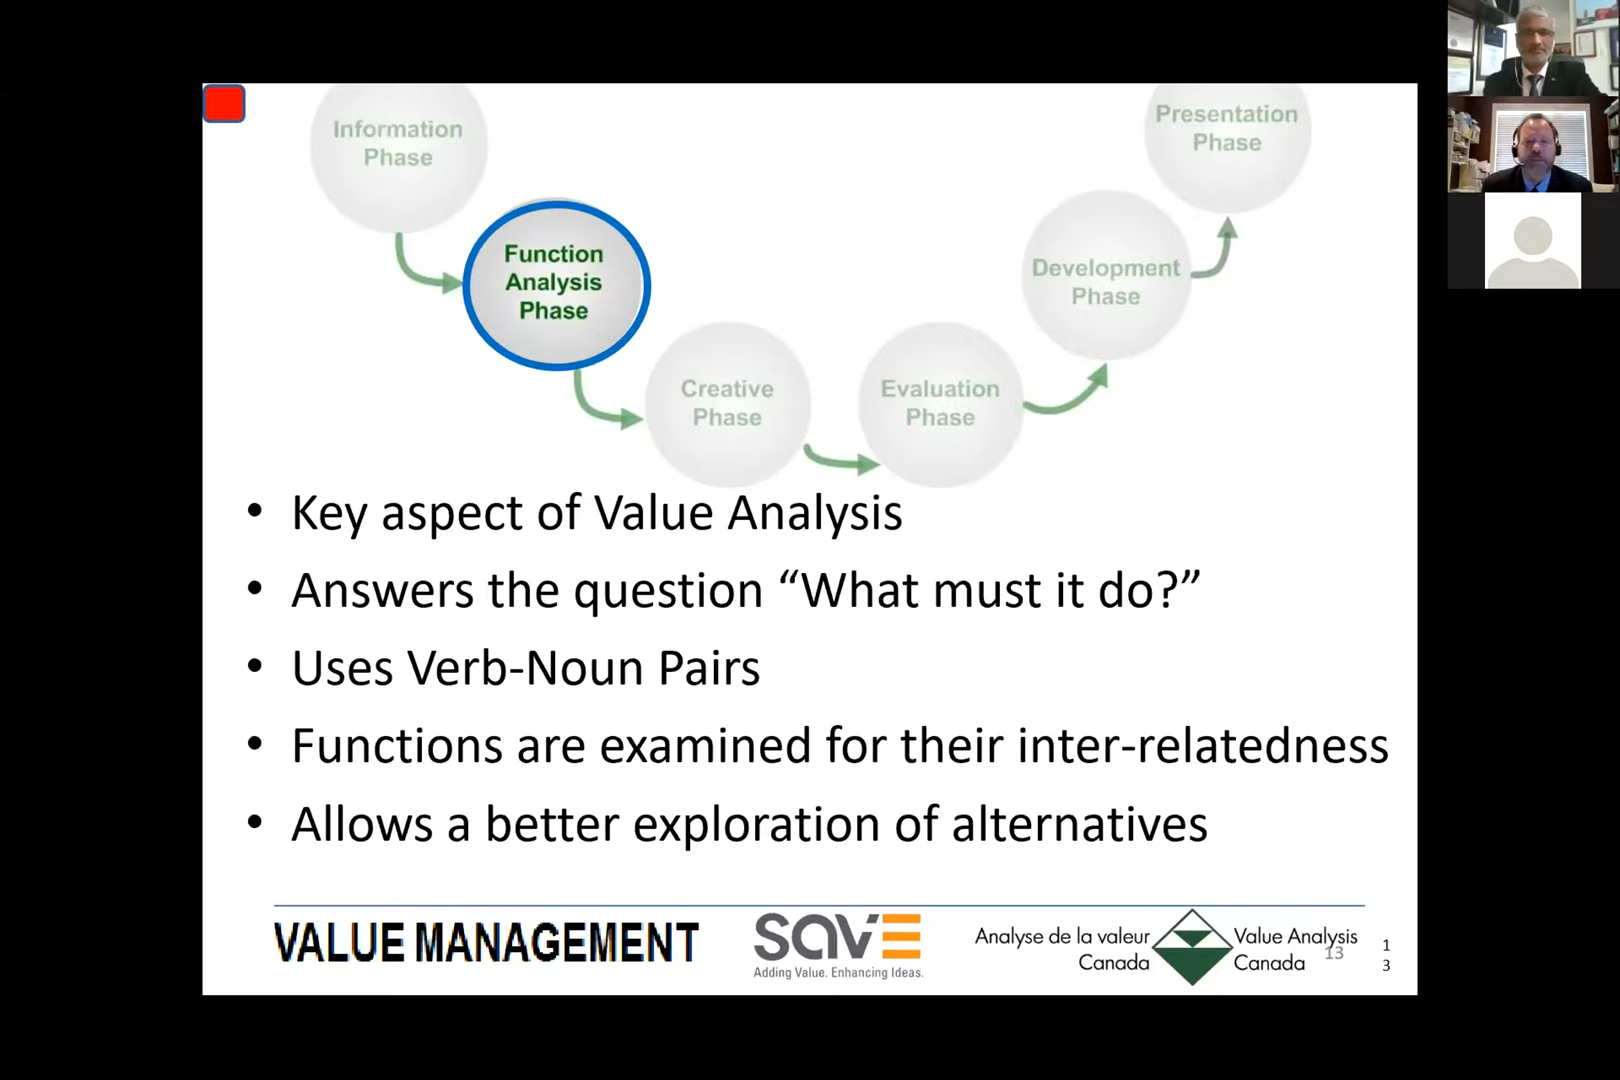 Information
Phase
Function
Analysis
Phase
Creative
Phase
Evaluation
Phase
Development
Phase
Presentation
Phase
• Key aspect of Value Analysis
• Answers the question “What must it do?”
• Uses Verb-Noun Pairs
• Functions are examined for their inter-relatedness
• Allows a better exploration of alternatives
VALUE MANAGEMENT
SAVE
Adding Value. Enhancing Ideas.
Analyse de la valeur
Canada
Value Analysis
Canada
13
1
3